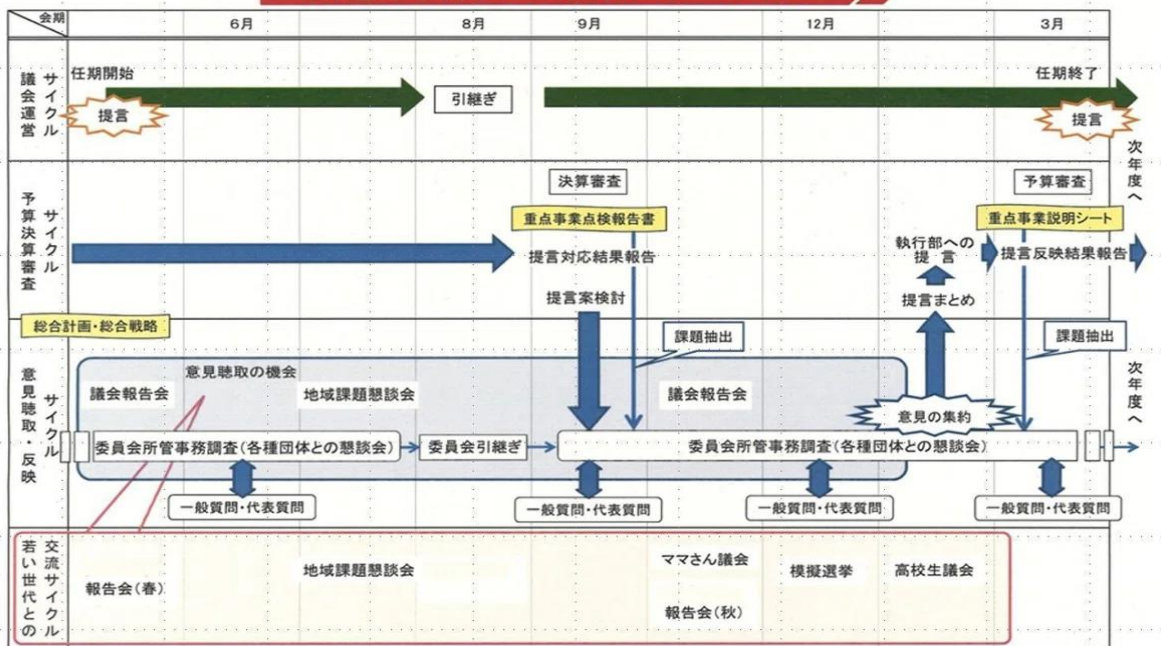 会期
6月
8月
9月
12月
3月
議会運営
サイクル
任期開始
提言
引継ぎ
任期終了
提言
次年度へ
予算決算審査
サイクル
決算審査
重点事業点検報告書
提言対応結果報告
提言案検討
執行部への
提言
提言まとめ
予算審査
重点事業説明シート
提言反映結果報告
総合計画・総合戦略
意見聴取・反映
サイクル
意見聴取の機会
議会報告会
地域課題懇談会
課題抽出
議会報告会
意見の集約
課題抽出
次年度へ
委員会所管事務調査(各種団体との懇談会)
委員会引継ぎ
委員会所管事務調査(各種団体との懇談会)
一般質問・代表質問
一般質問・代表質問
一般質問・代表質問
一般質問・代表質問
若い世代との
交流サイクル
報告会(春)
地域課題懇談会
ママさん議会
報告会(秋)
模擬選挙
高校生議会